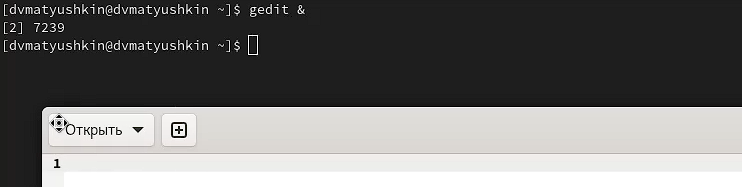 [dvmatyushkin@dvmatyushkin ~]$ gedit &
[2] 7239
[dvmatyushkin@dvmatyushkin ~]$
Открыть
1